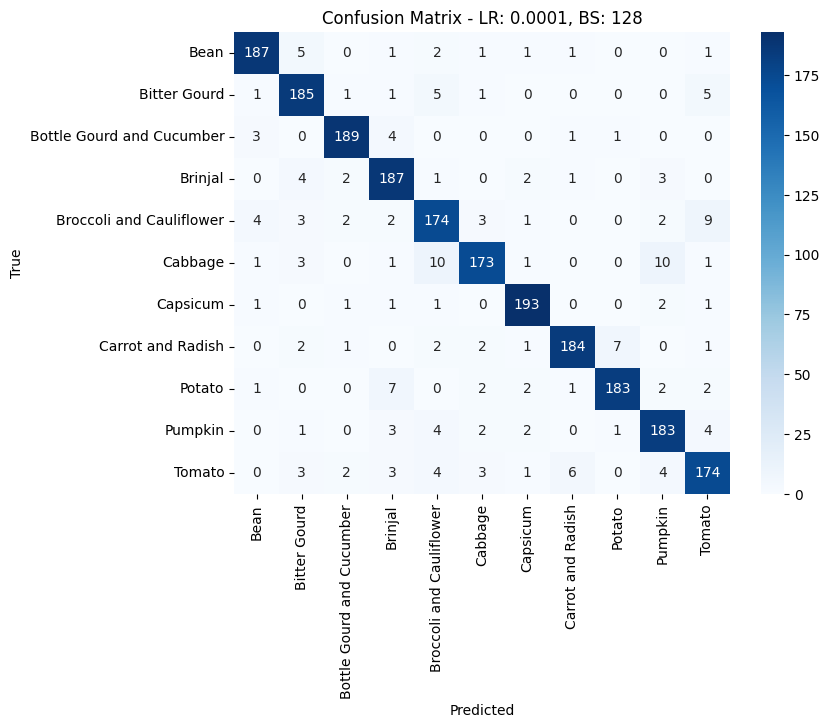 Confusion Matrix - LR: 0.0001, BS: 128
True
Bean 187 5 0 1 2 1 1 1 0 0 1
Bitter Gourd 1 185 1 1 5 1 0 0 0 0 5
Bottle Gourd and Cucumber 3 0 189 4 0 0 0 1 1 0 0
Brinjal 0 4 2 187 1 0 2 1 0 3 0
Broccoli and Cauliflower 4 3 2 2 174 3 1 0 0 2 9
Cabbage 1 3 0 1 10 173 1 0 0 10 1
Capsicum 1 0 1 1 1 0 193 0 0 2 1
Carrot and Radish 0 2 1 0 2 2 1 184 7 0 1
Potato 1 0 0 7 0 2 2 1 183 2 2
Pumpkin 0 1 0 3 4 2 2 0 1 183 4
Tomato 0 3 2 3 4 3 1 6 0 4 174
Bean
Bitter Gourd
Bottle Gourd and Cucumber
Brinjal
Broccoli and Cauliflower
Cabbage
Capsicum
Carrot and Radish
Potato
Pumpkin
Tomato
Predicted
175
150
125
100
75
50
25
0